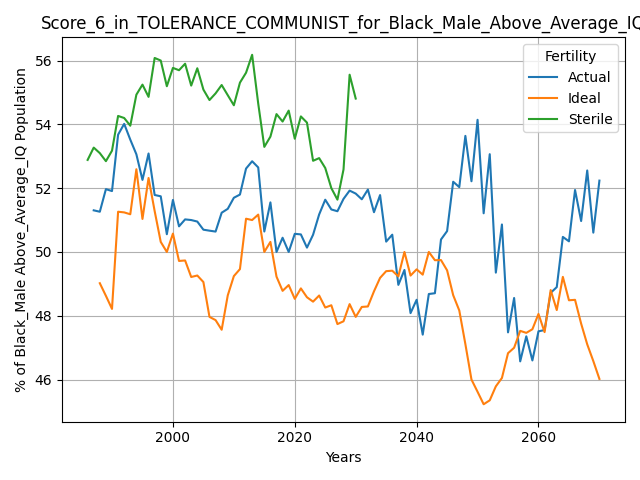 Score_6_in_TOLERANCE_COMMUNIST_for_Black_Male_Above_Average_IQ
% of Black_Male Above_Average_IQ Population
56
54
52
50
48
46
Fertility
Actual
Ideal
Sterile
2000 2020 2040 2060
Years